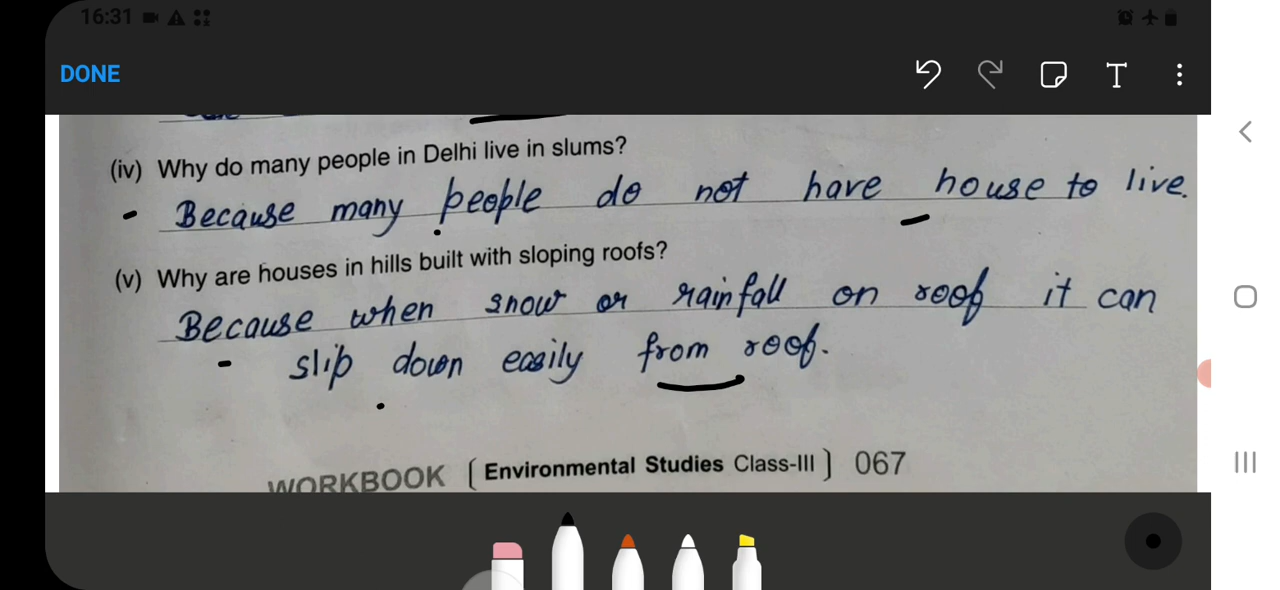 16:31
DONE
T
(iv) Why do many people in Delhi live in slums?
Because many people do not have house to live.
(v) Why are houses in hills built with sloping roofs?
Because when snow or rainfall on roof it can
slip down easily from roof.
WORKBOOK [ Environmental Studies Class-III ] 067